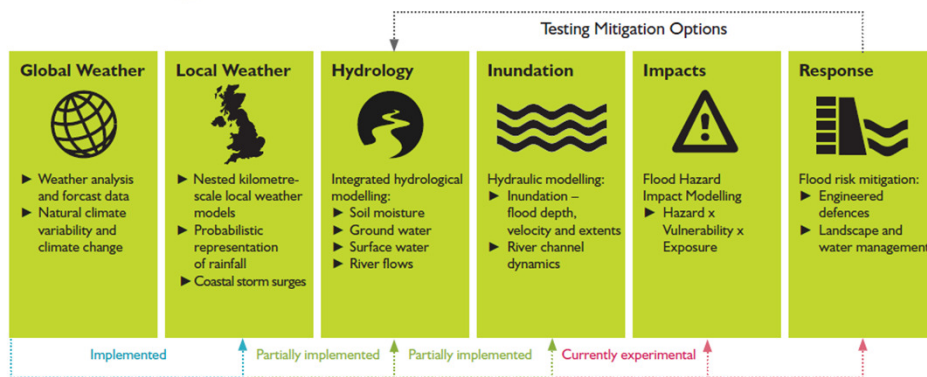 Testing Mitigation Options
Global Weather
► Weather analysis
and forcast data
► Natural climate
variability and
climate change
Local Weather
► Nested kilometre-
scale local weather
models
► Probabilistic
representation
of rainfall
► Coastal storm surges
Hydrology
Integrated hydrological
modelling:
► Soil moisture
► Ground water
► Surface water
► River flows
Inundation
Hydraulic modelling:
► Inundation –
flood depth,
velocity and extents
► River channel
dynamics
Impacts
Flood Hazard
Impact Modelling
► Hazard x
Vulnerability x
Exposure
Response
Flood risk mitigation:
► Engineered
defences
► Landscape and
water management
Implemented
Partially implemented
Partially implemented
Currently experimental